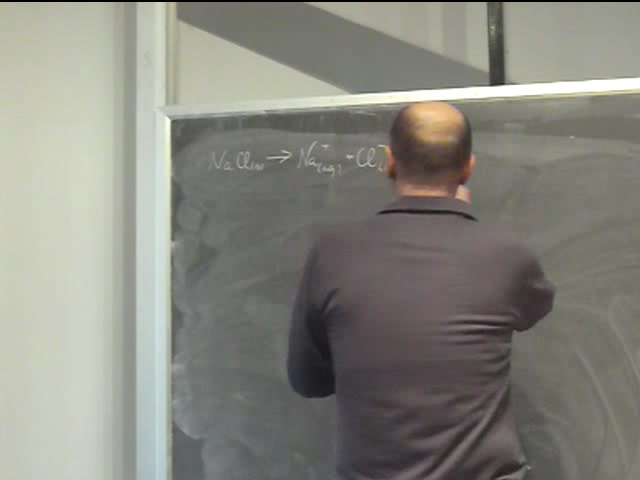 NaCl(s) → Na⁺(aq) + Cl⁻(